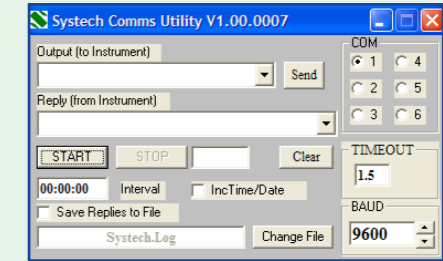 Systech Comms Utility V1.00.0007
Output (to Instrument)
Send
Reply (from Instrument)
START STOP Clear
00:00:00 Interval IncTime/Date
Save Replies to File
Systech.Log Change File
COM
1 4
2 5
3 6
TIMEOUT
1.5
BAUD
9600